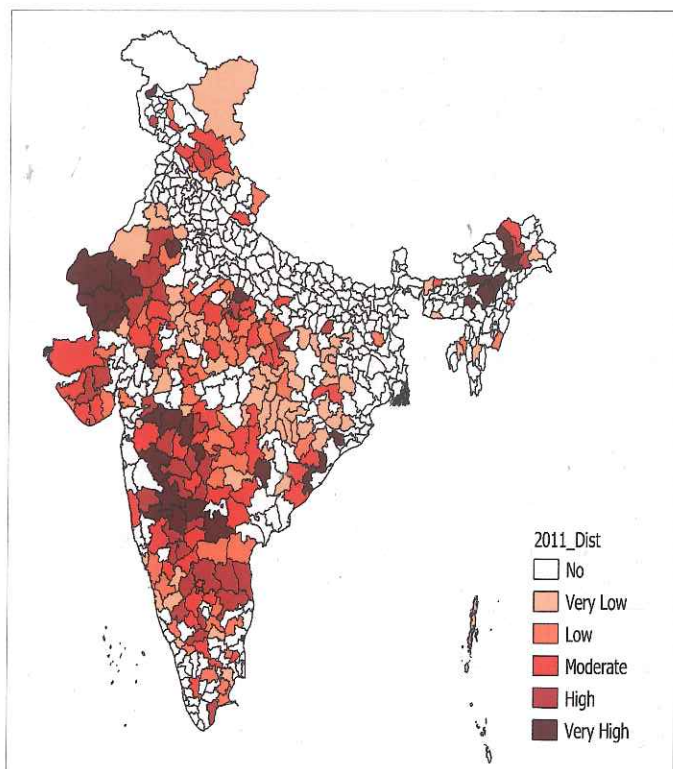 2011_Dist
No
Very Low
Low
Moderate
High
Very High